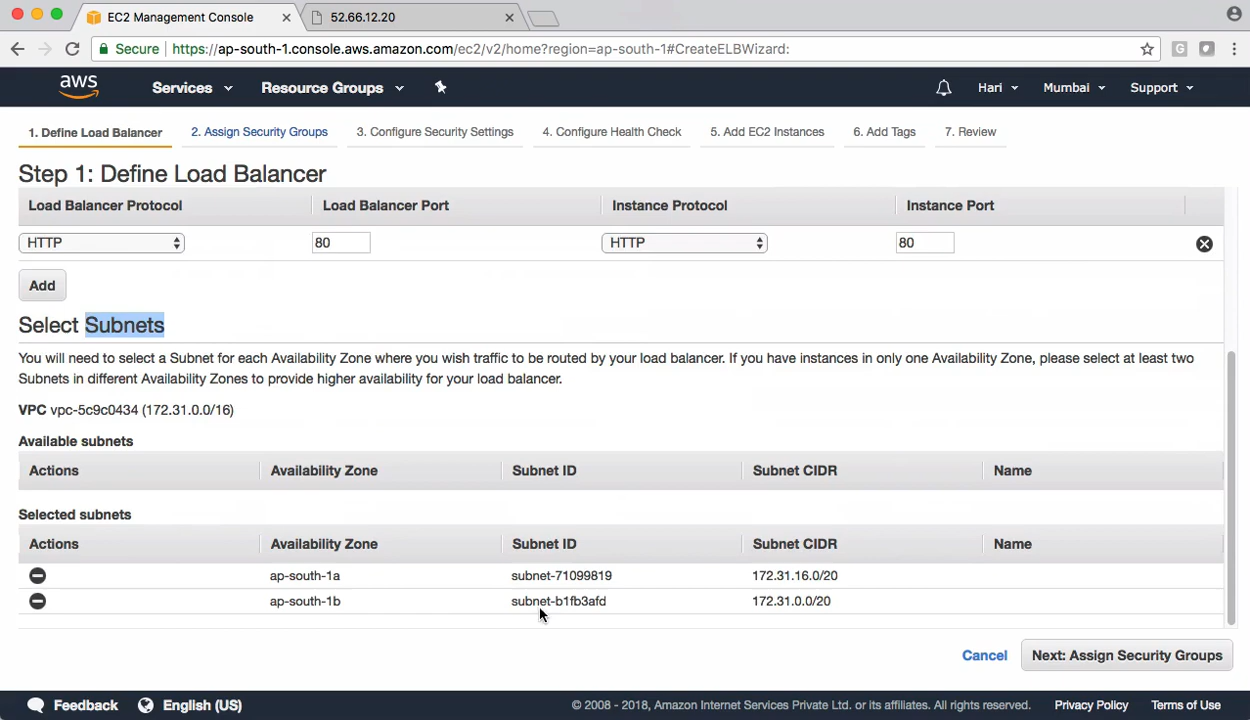 EC2 Management Console
52.66.12.20
Secure https://ap-south-1.console.aws.amazon.com/ec2/v2/home?region=ap-south-1#CreateELBWizard:
aws Services Resource Groups Hari Mumbai Support
1. Define Load Balancer 2. Assign Security Groups 3. Configure Security Settings 4. Configure Health Check 5. Add EC2 Instances 6. Add Tags 7. Review
Step 1: Define Load Balancer
Load Balancer Protocol Load Balancer Port Instance Protocol Instance Port
HTTP 80 HTTP 80
Add
Select Subnets
You will need to select a Subnet for each Availability Zone where you wish traffic to be routed by your load balancer. If you have instances in only one Availability Zone, please select at least two
Subnets in different Availability Zones to provide higher availability for your load balancer.
VPC vpc-5c9c0434 (172.31.0.0/16)
Available subnets
Actions Availability Zone Subnet ID Subnet CIDR Name
Selected subnets
Actions Availability Zone Subnet ID Subnet CIDR Name
ap-south-1a subnet-71099819 172.31.16.0/20
ap-south-1b subnet-b1fb3afd 172.31.0.0/20
Cancel Next: Assign Security Groups
Feedback English (US) © 2008 - 2018, Amazon Internet Services Private Ltd. or its affiliates. All rights reserved. Privacy Policy Terms of Use